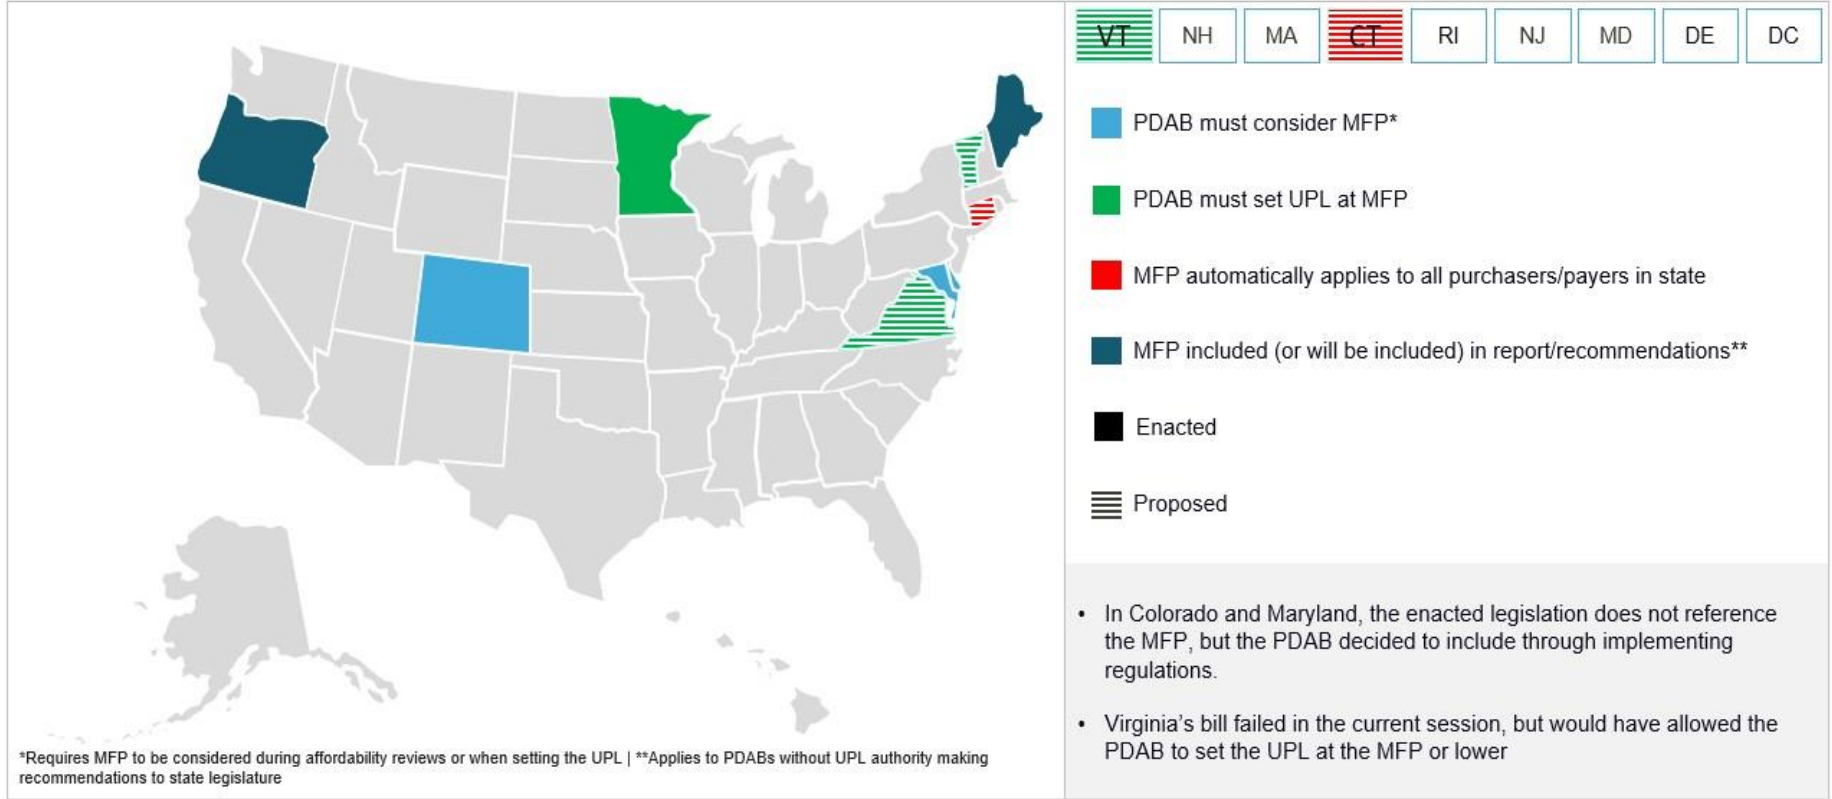 VT NH MA CT RI NJ MD DE DC
PDAB must consider MFP*
PDAB must set UPL at MFP
MFP automatically applies to all purchasers/payers in state
MFP included (or will be included) in report/recommendations**
Enacted
Proposed
• In Colorado and Maryland, the enacted legislation does not reference
the MFP, but the PDAB decided to include through implementing
regulations.
• Virginia's bill failed in the current session, but would have allowed the
PDAB to set the UPL at the MFP or lower
*Requires MFP to be considered during affordability reviews or when setting the UPL | **Applies to PDABs without UPL authority making
recommendations to state legislature